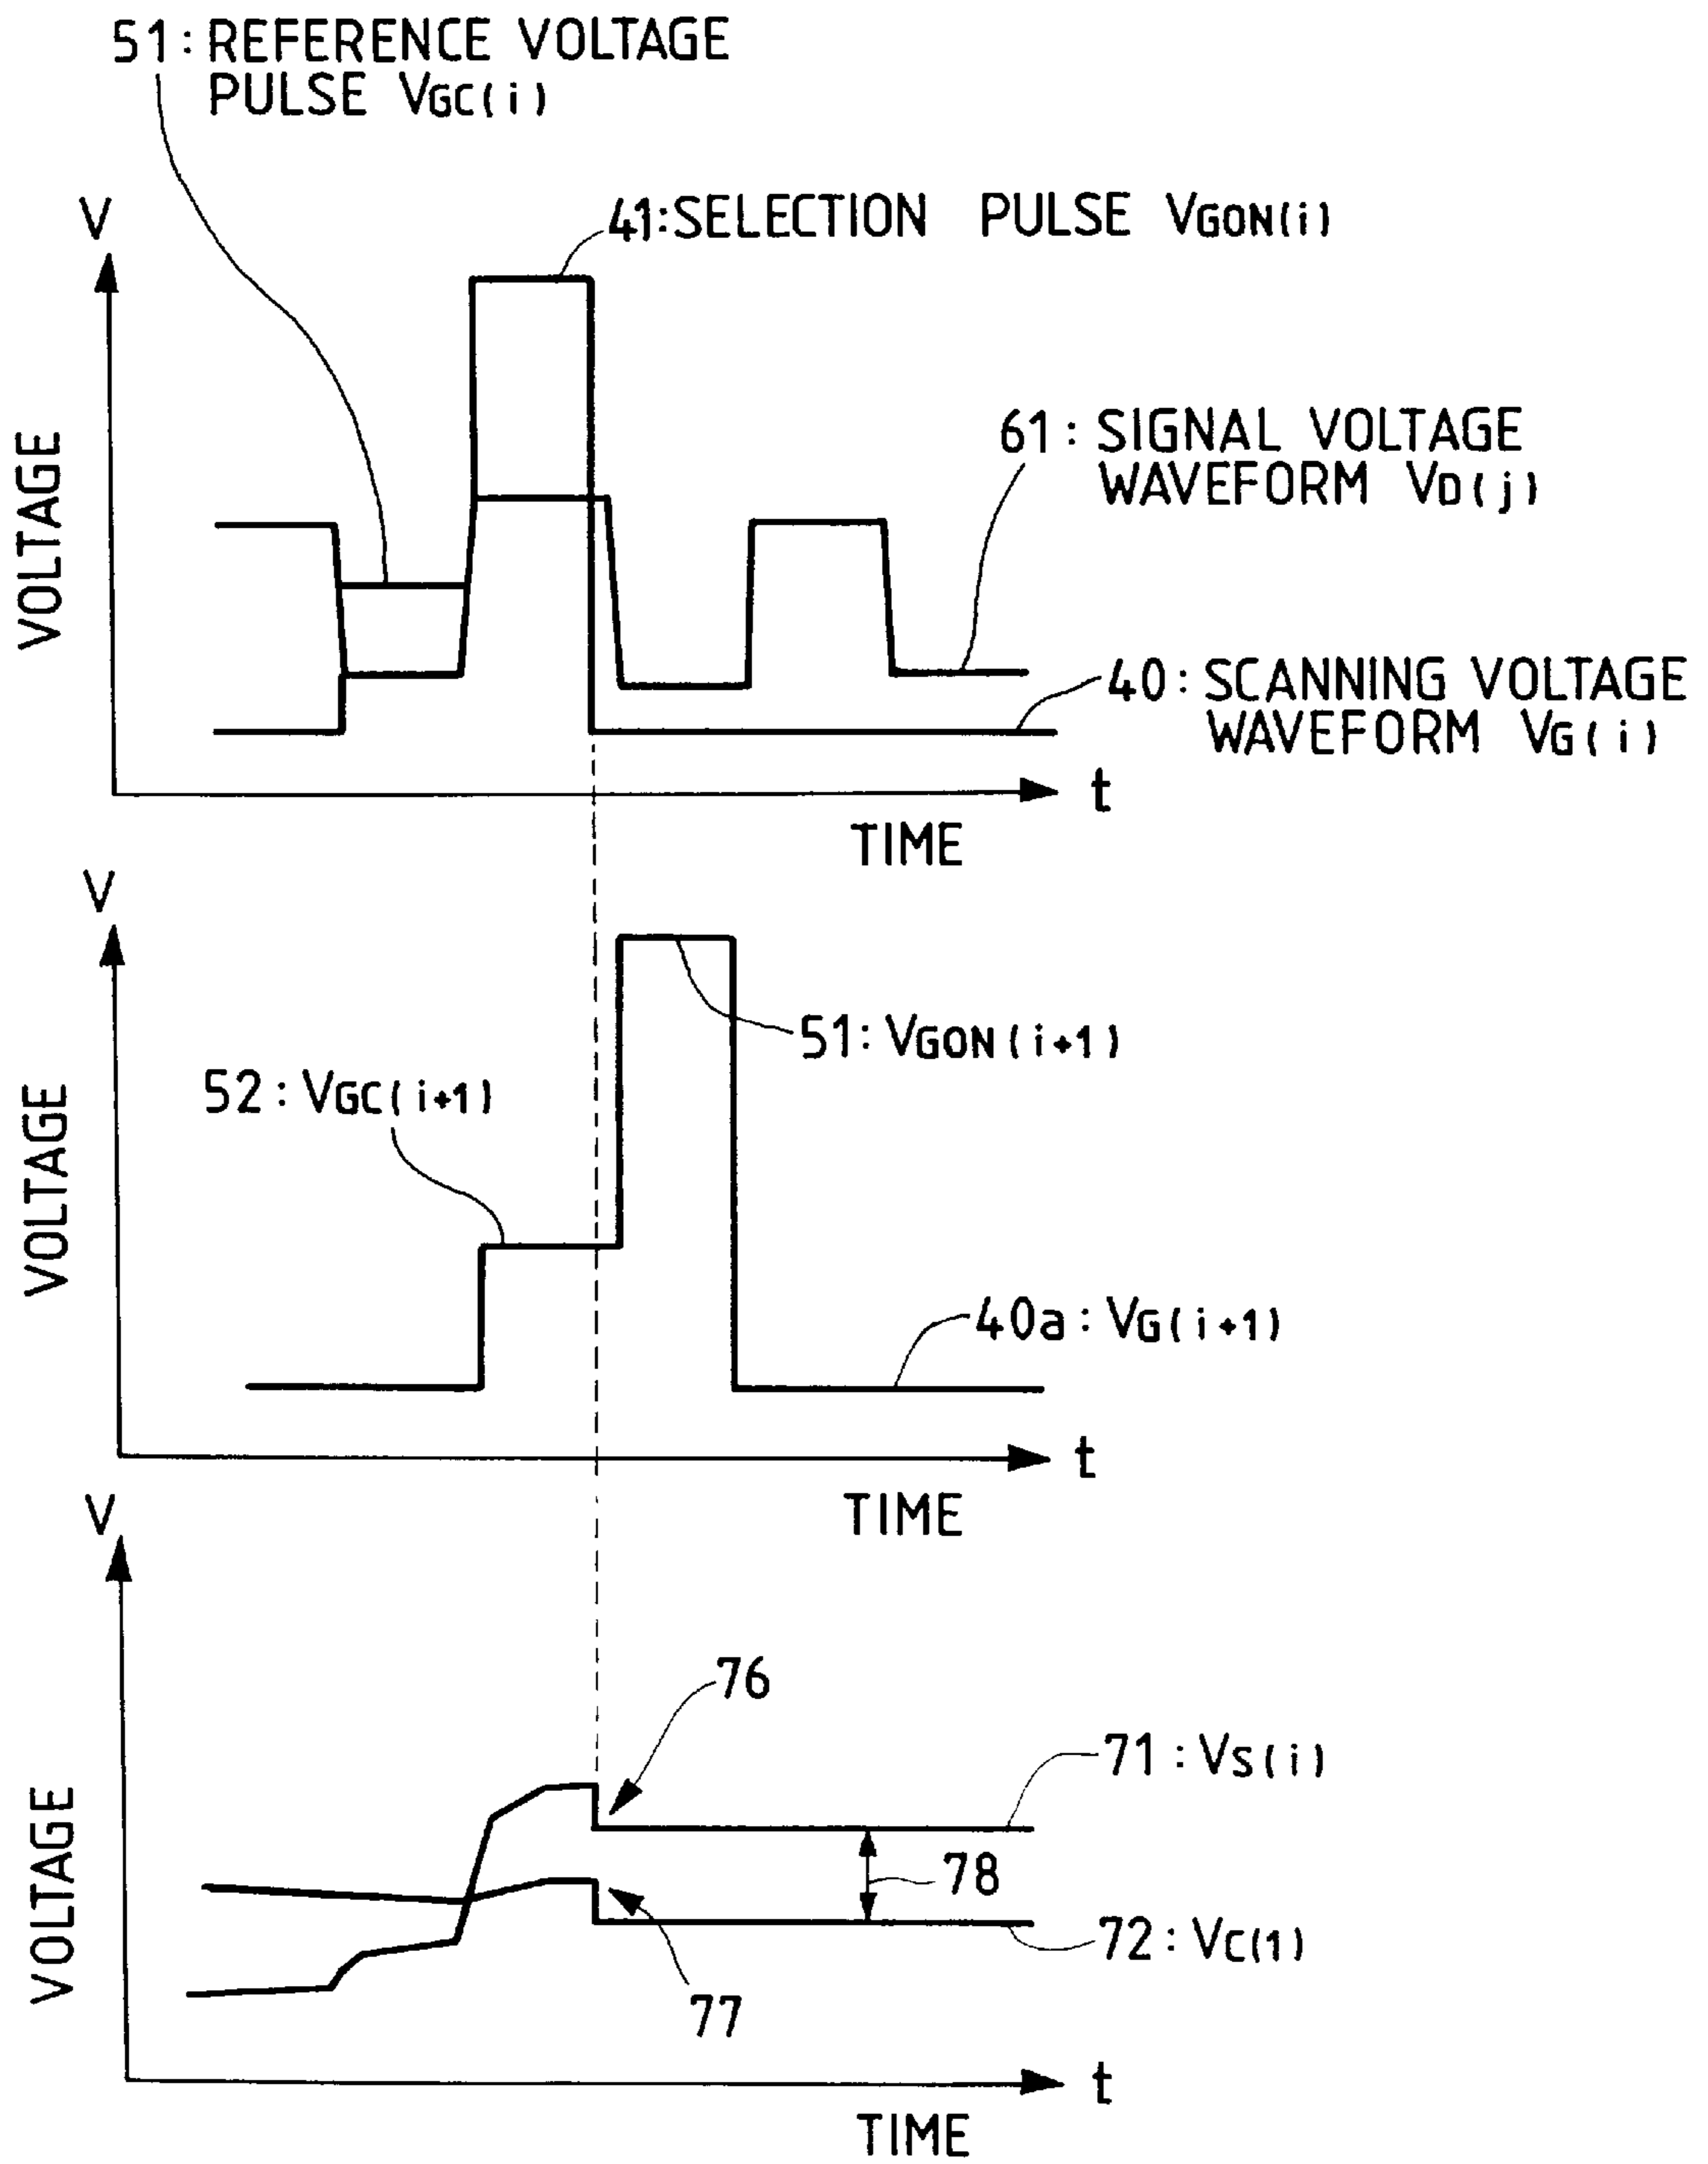 51: REFERENCE VOLTAGE
PULSE VGC(i)
V
41: SELECTION PULSE VGON(i)
VOLTAGE
61: SIGNAL VOLTAGE
WAVEFORM VD(j)
40: SCANNING VOLTAGE
WAVEFORM VG(i)
t
TIME
V
51: VGON(i+1)
52: VGC(i+1)
VOLTAGE
40a: VG(i+1)
t
TIME
V
76
71: VS(i)
VOLTAGE
78
72: VC(1)
77
t
TIME